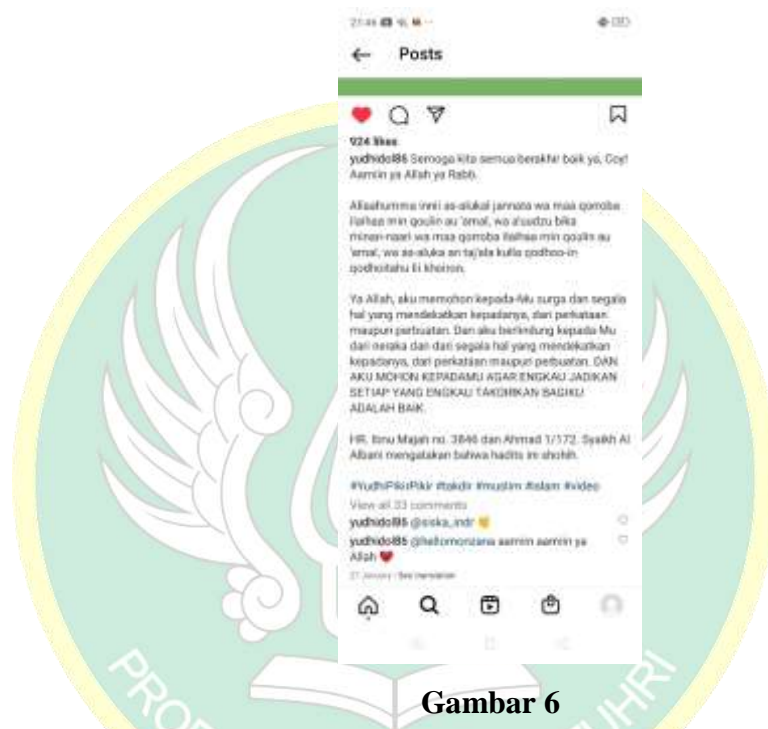 21:46
Posts
924 likes
yudhidol86 Semoga kita semua berakhir baik ya, Coy!
Aamiin ya Allah ya Rabb.
Allaahumma innii as-alukal jannata wa maa qorroba
ilaihaa min qoulin au 'amal, wa a'uudzu bika
minan-naari wa maa qorroba ilaihaa min qoulin au
'amal, wa as-aluka an taj'ala kulla qodhoo-in
qodhoitahu lii khoiron.
Ya Allah, aku memohon kepada-Mu surga dan segala
hal yang mendekatkan kepadanya, dari perkataan
maupun perbuatan. Dan aku berlindung kepada-Mu
dari neraka dan dari segala hal yang mendekatkan
kepadanya, dari perkataan maupun perbuatan. DAN
AKU MOHON KEPADAMU AGAR ENGKAU JADIKAN
SETIAP YANG ENGKAU TAKDIRKAN BAGIKU
ADALAH BAIK.
HR. Ibnu Majah no. 3846 dan Ahmad 1/172. Syaikh Al
Albani mengatakan bahwa hadits ini shohih.
#YudhiPikirPikir #takdir #muslim #islam #video
View all 33 comments
yudhidol86 @siska_indr
yudhidol86 @hellomonzana aamiin aamiin ya
Allah
27 January · See translation
PRO
UHRI
Gambar 6